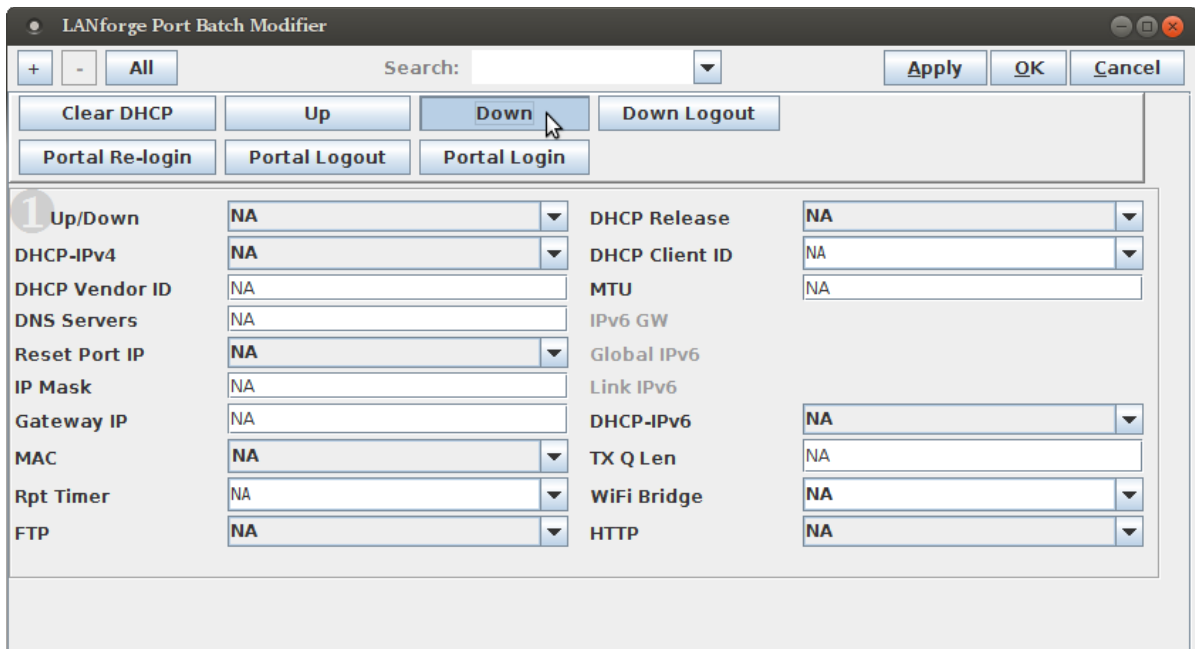 LANforge Port Batch Modifier
+ - All Search: Apply OK Cancel
Clear DHCP Up Down Down Logout
Portal Re-login Portal Logout Portal Login
1
Up/Down NA DHCP Release NA
DHCP-IPv4 NA DHCP Client ID NA
DHCP Vendor ID NA MTU NA
DNS Servers NA IPv6 GW
Reset Port IP NA Global IPv6
IP Mask NA Link IPv6
Gateway IP NA DHCP-IPv6 NA
MAC NA TX Q Len NA
Rpt Timer NA WiFi Bridge NA
FTP NA HTTP NA